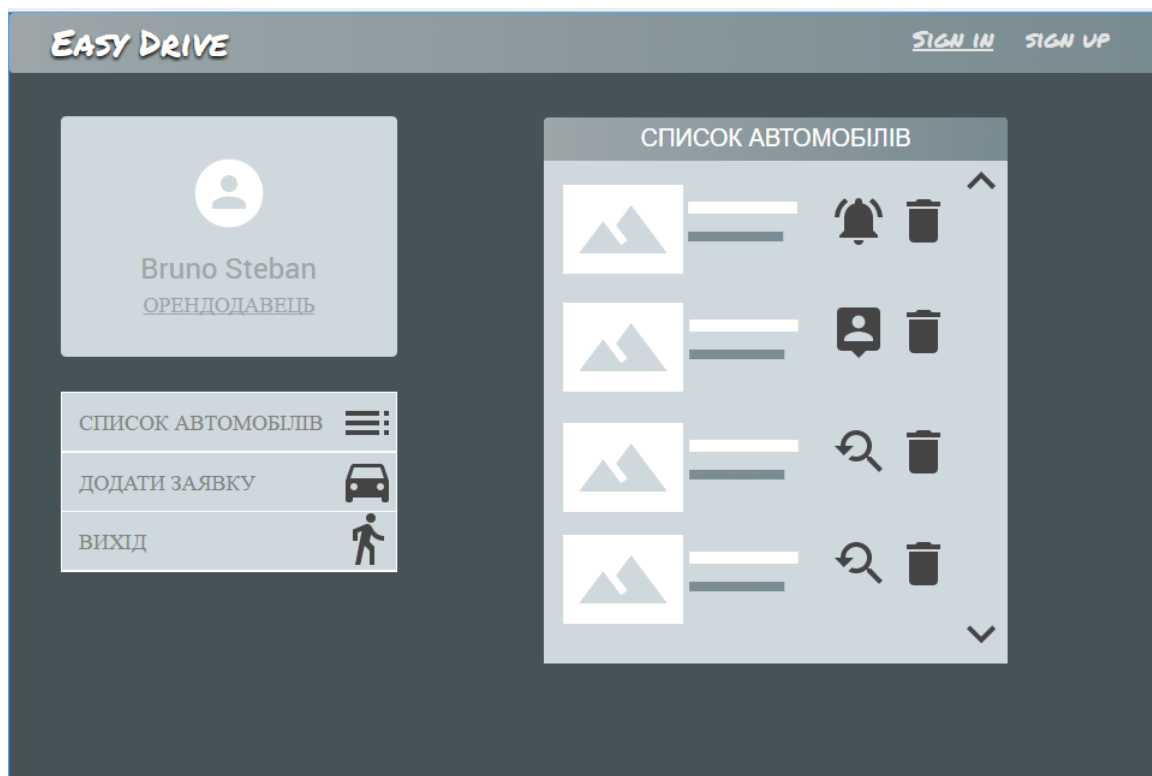 EASY DRIVE
SIGN IN SIGN UP
Bruno Steban
ОРЕНДОДАВЕЦЬ
СПИСОК АВТОМОБІЛІВ
ДОДАТИ ЗАЯВКУ
ВИХІД
СПИСОК АВТОМОБІЛІВ